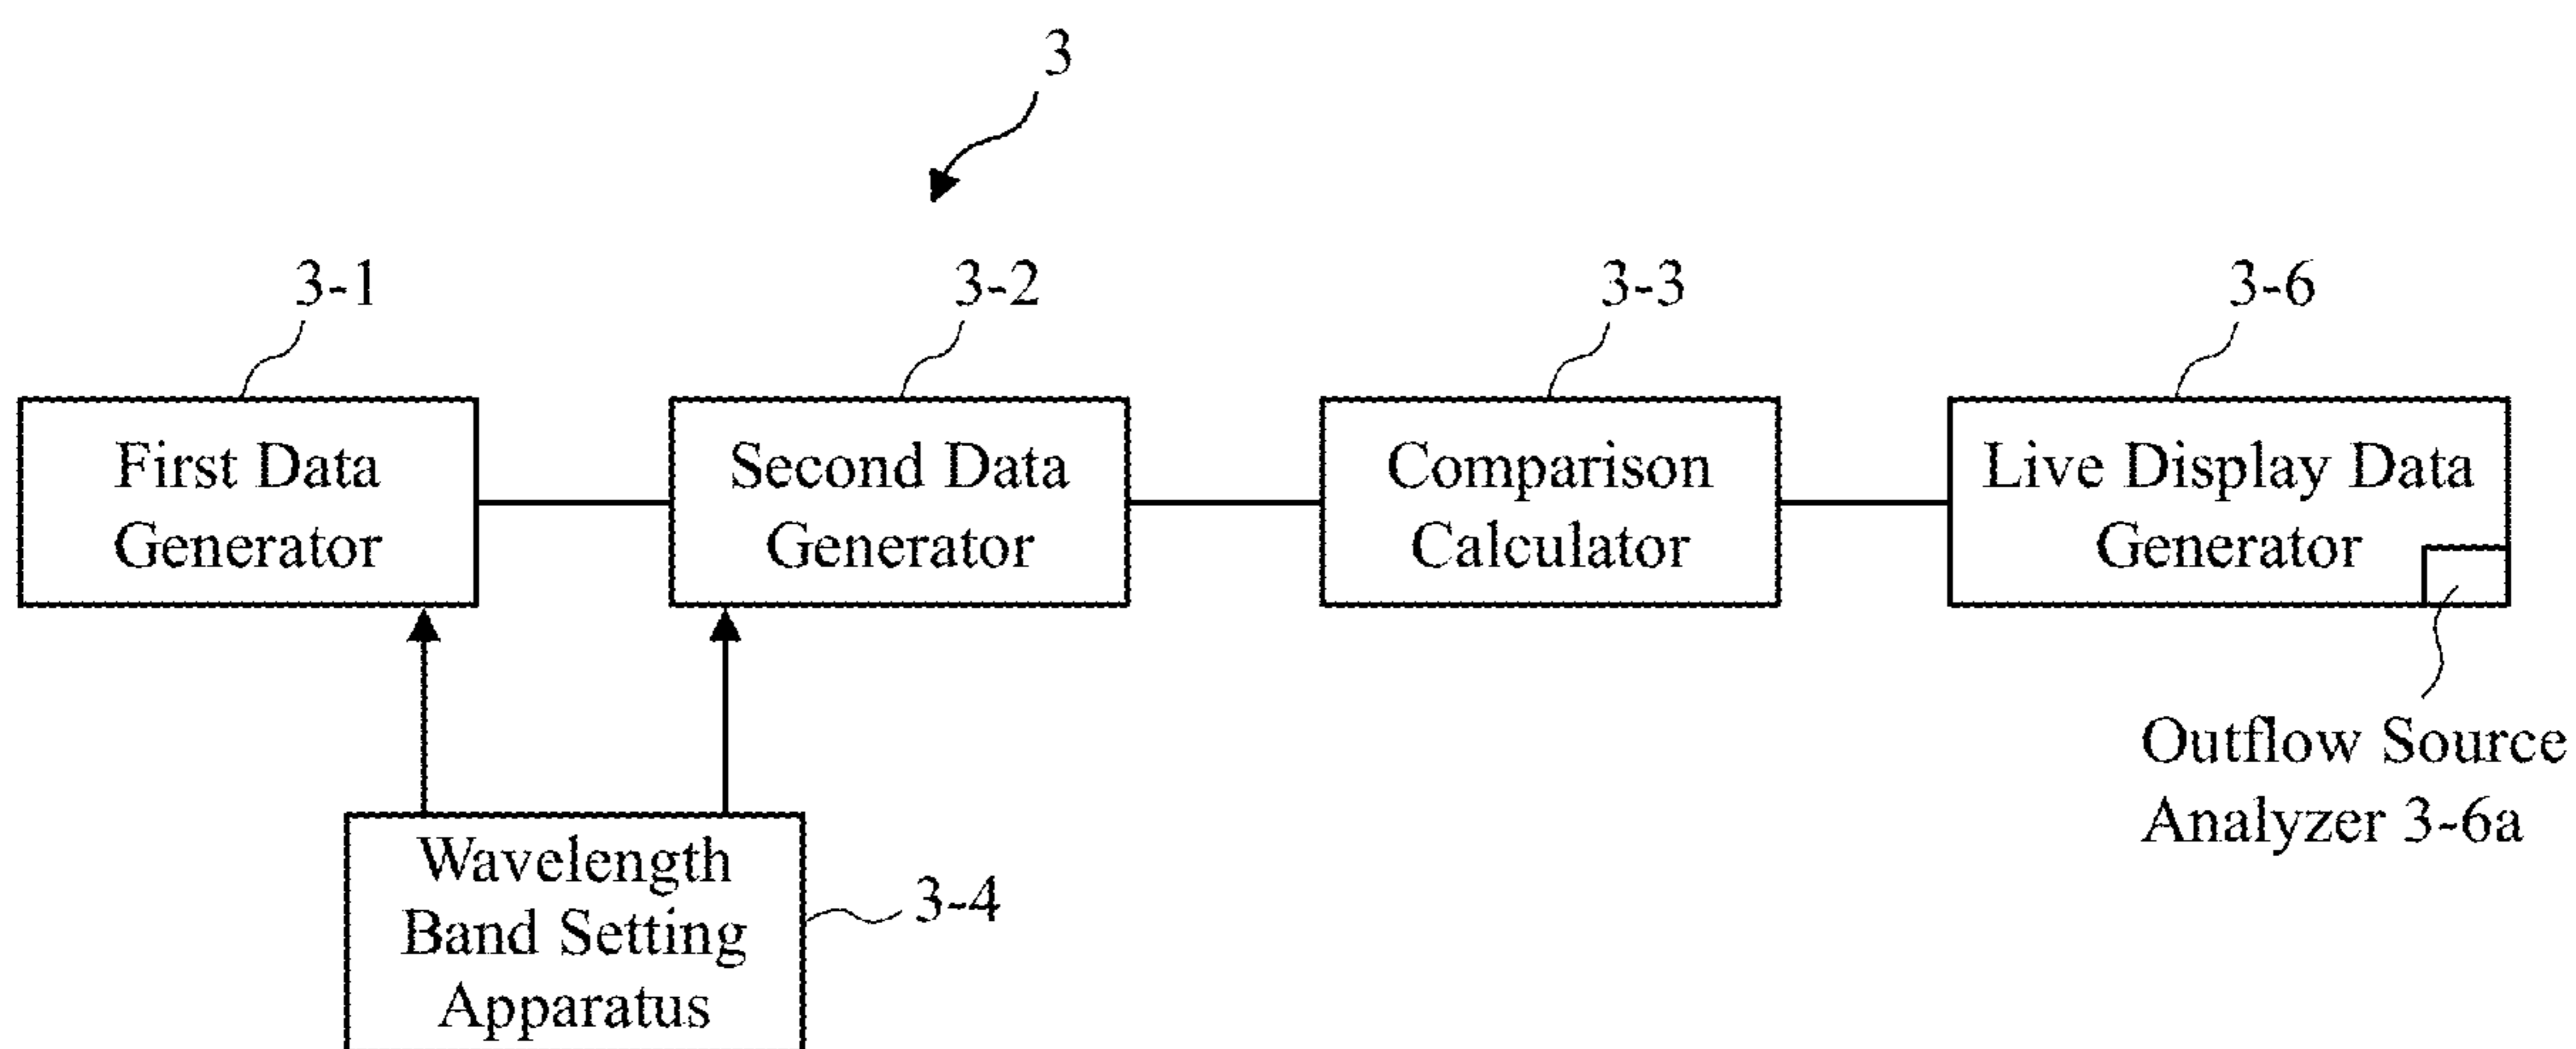 3
3-1
3-2
3-3
3-6
First Data
Generator
Second Data
Generator
Comparison
Calculator
Live Display Data
Generator
Outflow Source
Analyzer 3-6a
Wavelength
Band Setting
Apparatus
3-4